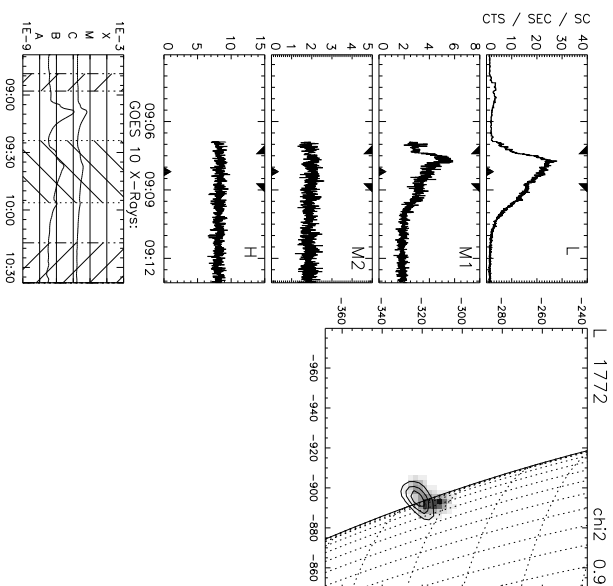 CTS / SEC / SC
0 10 20 30 40
L
0 2 4 6 8
M1
0 1 2 3 4 5
M2
0 5 10 15
H
09:06 09:09 09:12
GOES 10 X-Rays:
1E-9 A B C M X 1E-3
09:00 09:30 10:00 10:30
L 1772 chi2 0.9
-360 -340 -320 -300 -280 -260 -240
-960 -940 -920 -900 -880 -860